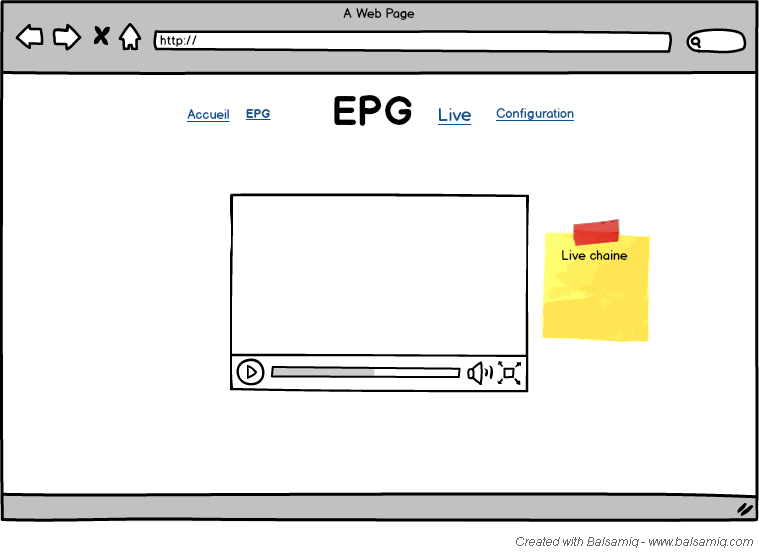 A Web Page
http://
Accueil EPG EPG Live Configuration
Live chaine
Created with Balsamiq - www.balsamiq.com